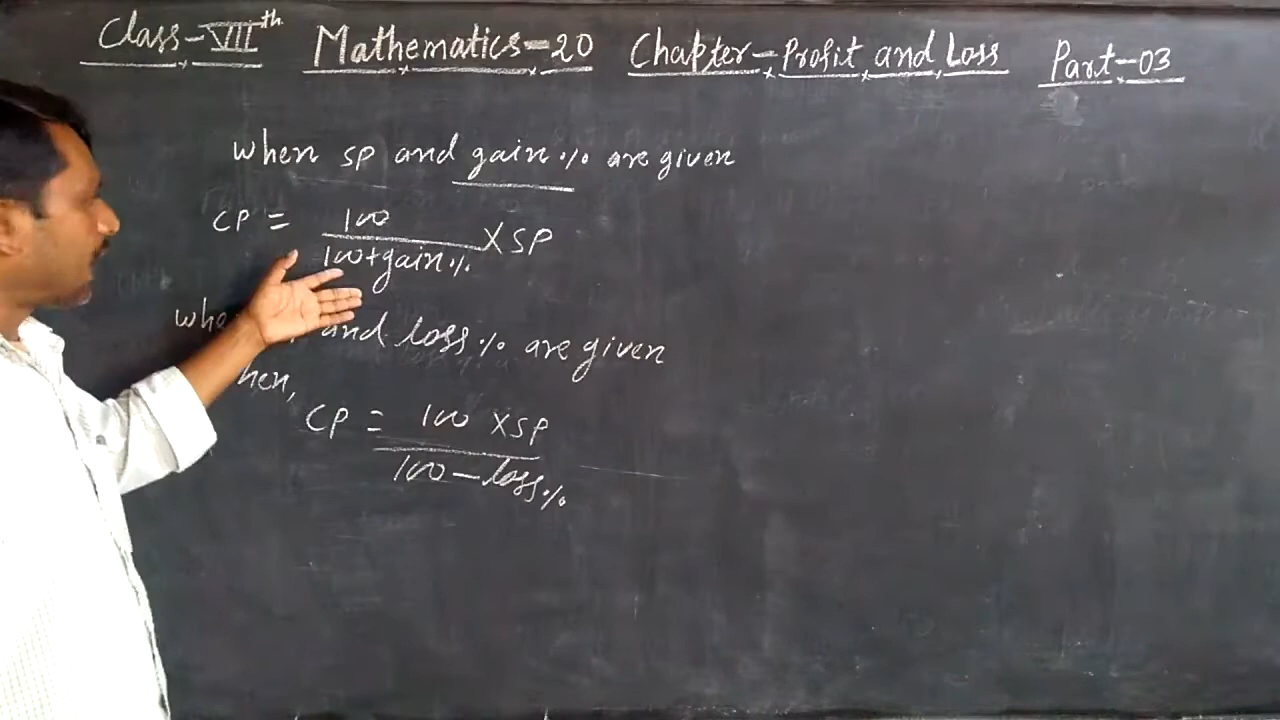 Class-VIIth Mathematics-20 Chapter-Profit and Loss Part-03
when SP and gain% are given
CP = 100/100+gain% X SP
and loss% are given
CP = 100 X SP/100-loss%